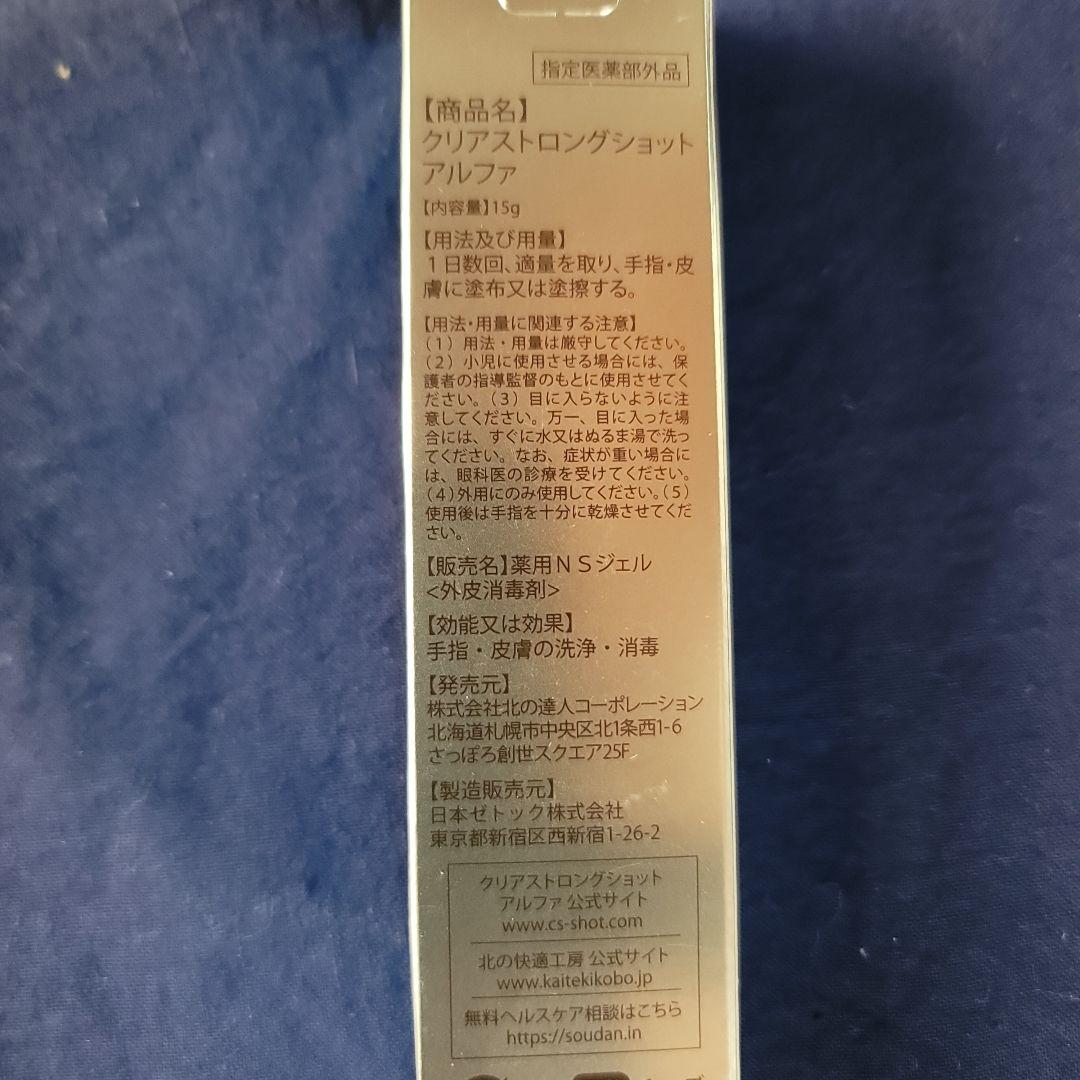 指定医薬部外品
【商品名】
クリアストロングショット
アルファ
【内容量】15g
【用法及び用量】
1日数回、適量を取り、手指・皮
膚に塗布又は塗擦する。
【用法・用量に関連する注意】
(1)用法・用量は厳守してください。
(2)小児に使用させる場合には、保
護者の指導監督のもとに使用させてく
ださい。(3)目に入らないように注
意してください。万一、目に入った場
合には、すぐに水又はぬるま湯で洗っ
てください。なお、症状が重い場合に
は、眼科医の診療を受けてください。
(4)外用にのみ使用してください。(5)
使用後は手指を十分に乾燥させてくだ
さい。
【販売名】薬用NSジェル
<外皮消毒剤>
【効能又は効果】
手指・皮膚の洗浄・消毒
【発売元】
株式会社北の達人コーポレーション
北海道札幌市中央区北1条西1-6
さっぽろ創世スクエア25F
【製造販売元】
日本ゼトック株式会社
東京都新宿区西新宿1-26-2
クリアストロングショット
アルファ 公式サイト
www.cs-shot.com
北の快適工房 公式サイト
www.kaitekikobo.jp
無料ヘルスケア相談はこちら
https://soudan.in